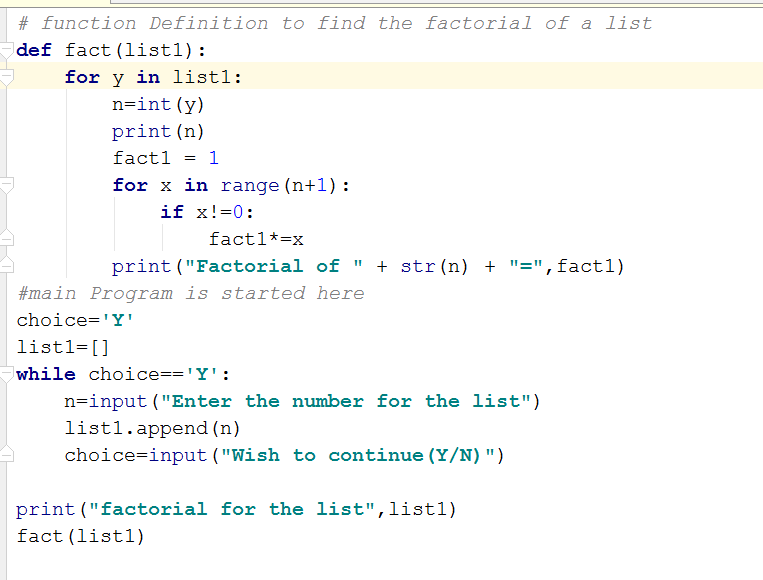 # function Definition to find the factorial of a list
def fact(list1):
    for y in list1:
        n=int(y)
        print(n)
        fact1 = 1
        for x in range(n+1):
            if x!=0:
                fact1*=x
        print("Factorial of " + str(n) + "=",fact1)
#main Program is started here
choice='Y'
list1=[]
while choice=='Y':
    n=input("Enter the number for the list")
    list1.append(n)
    choice=input("Wish to continue(Y/N)")

print("factorial for the list",list1)
fact(list1)